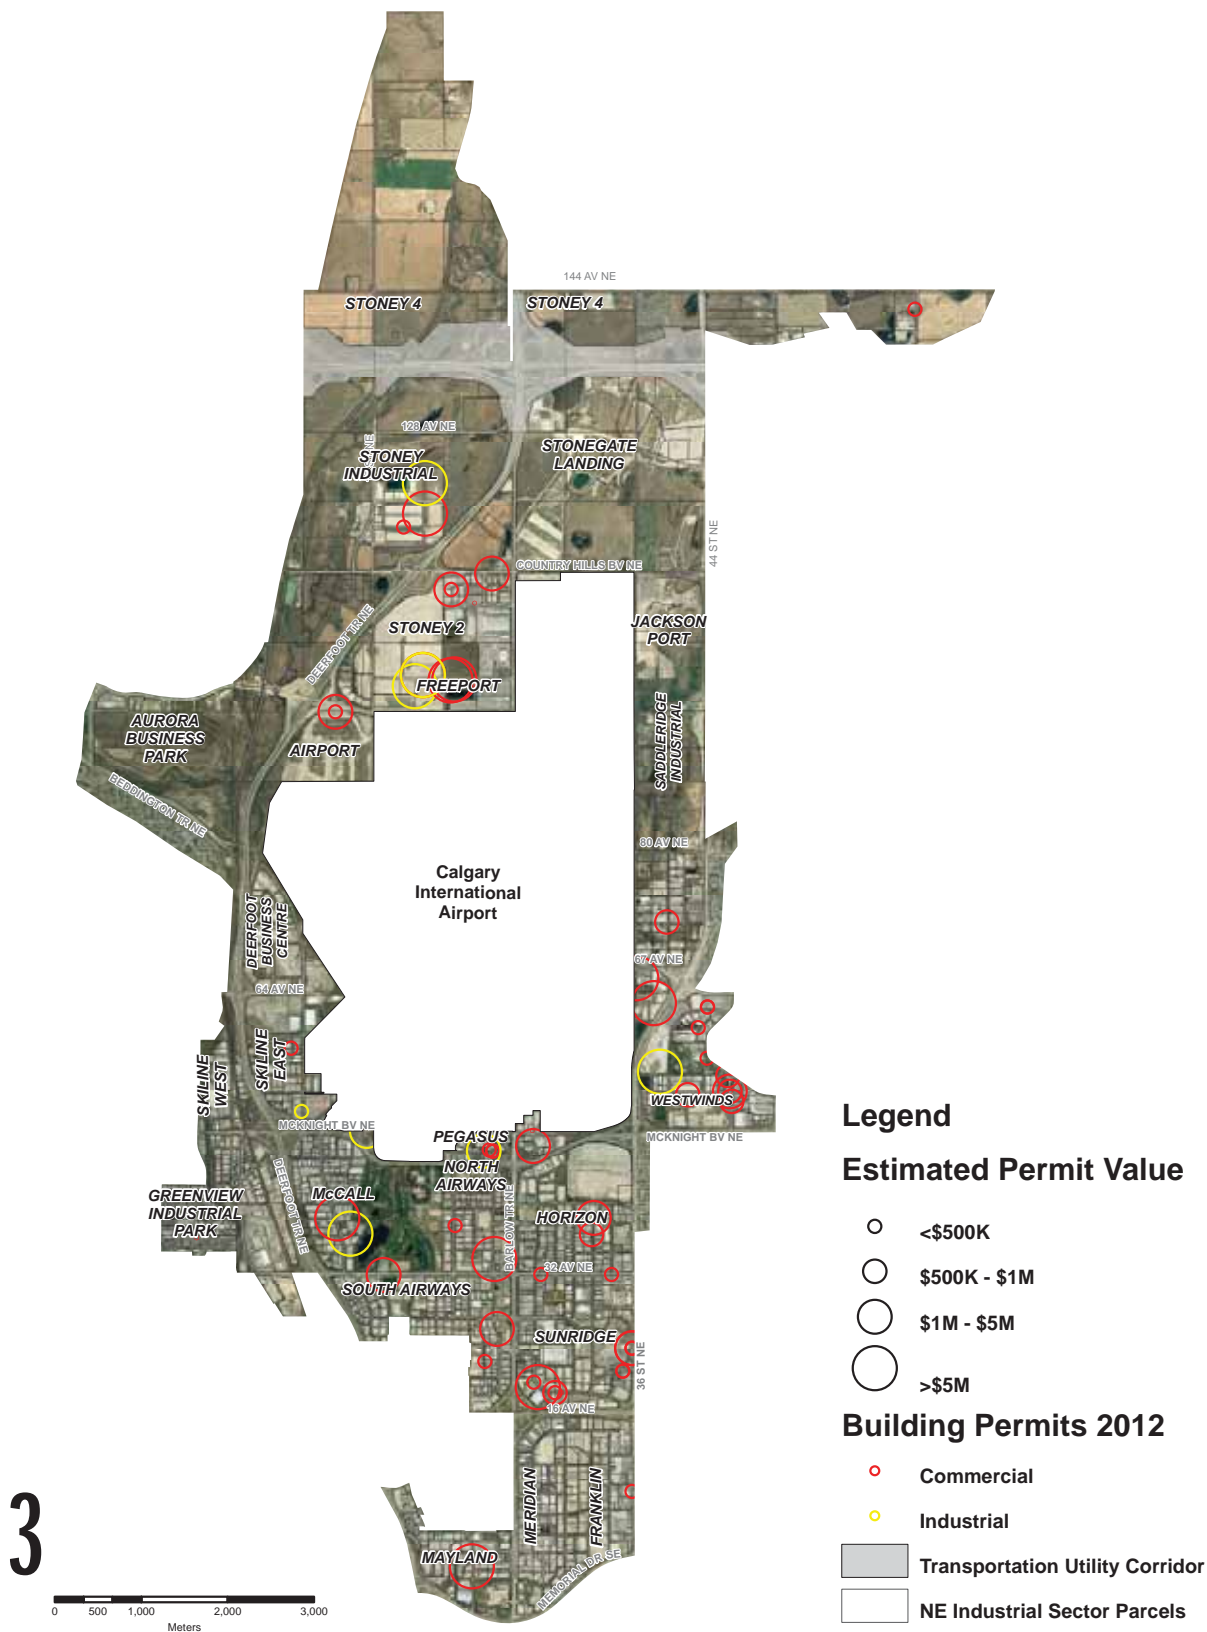 144 AV NE
STONEY 4
STONEY 4
128 AV NE
NE
STONEY
INDUSTRIAL
STONEGATE
LANDING
44 ST NE
COUNTRY HILLS BV NE
DEERFOOT TR NE
STONEY 2
JACKSON
PORT
FREEPORT
AURORA
BUSINESS
PARK
AIRPORT
SADDLERIDGE
INDUSTRIAL
BEDDINGTON TR NE
80 AV NE
Calgary
International
Airport
DEERFOOT
BUSINESS
CENTRE
67 AV NE
64 AV NE
SKILINE
EAST
SKILINE
WEST
WESTWINDS
MCKNIGHT BV NE
MCKNIGHT BV NE
PEGASUS
NORTH
AIRWAYS
DEERFOOT TR NE
McCALL
GREENVIEW
INDUSTRIAL
PARK
BARLOW TR NE
HORIZON
32 AV NE
SOUTH AIRWAYS
SUNRIDGE
36 ST NE
16 AV NE
MERIDIAN
FRANKLIN
MAYLAND
MEMORIAL DR SE
Legend
Estimated Permit Value
<$500K
$500K - $1M
$1M - $5M
>$5M
Building Permits 2012
Commercial
Industrial
Transportation Utility Corridor
NE Industrial Sector Parcels
3
0 500 1,000 2,000 3,000
Meters